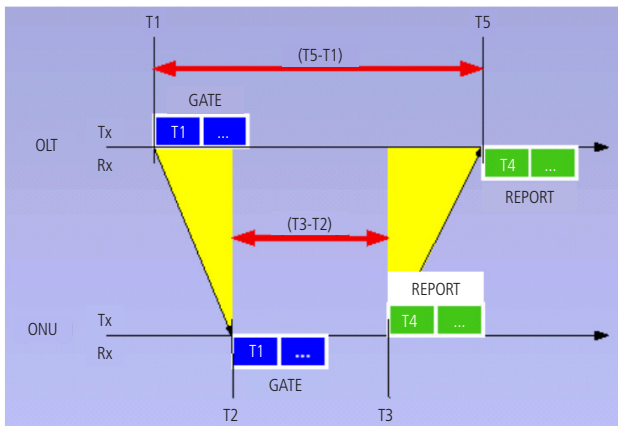 T1 T5
(T5-T1)
GATE
OLT Tx T1 ...
Rx T4 ...
REPORT
(T3-T2)
REPORT
ONU Tx T4 ...
Rx T1 ...
GATE
T2 T3